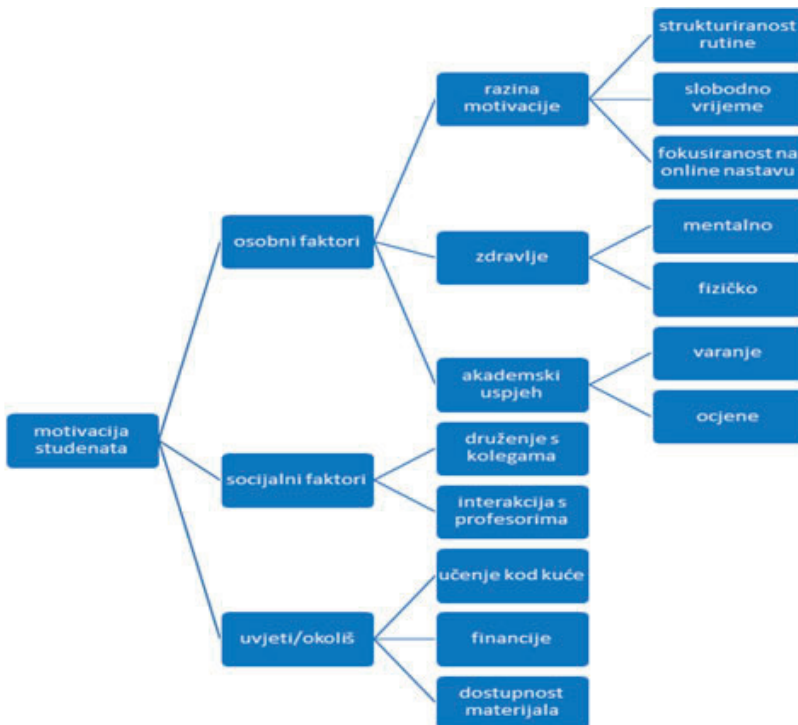 motivacija
studenata
osobni faktori
razina
motivacije
strukturiranost
rutine
slobodno
vrijeme
fokusiranost na
online nastavu
zdravlje
mentalno
fizičko
akademski
uspjeh
varanje
ocjene
socijalni faktori
druženje s
kolegama
interakcija s
profesorima
uvjeti/okoliš
učenje kod kuće
financije
dostupnost
materijala